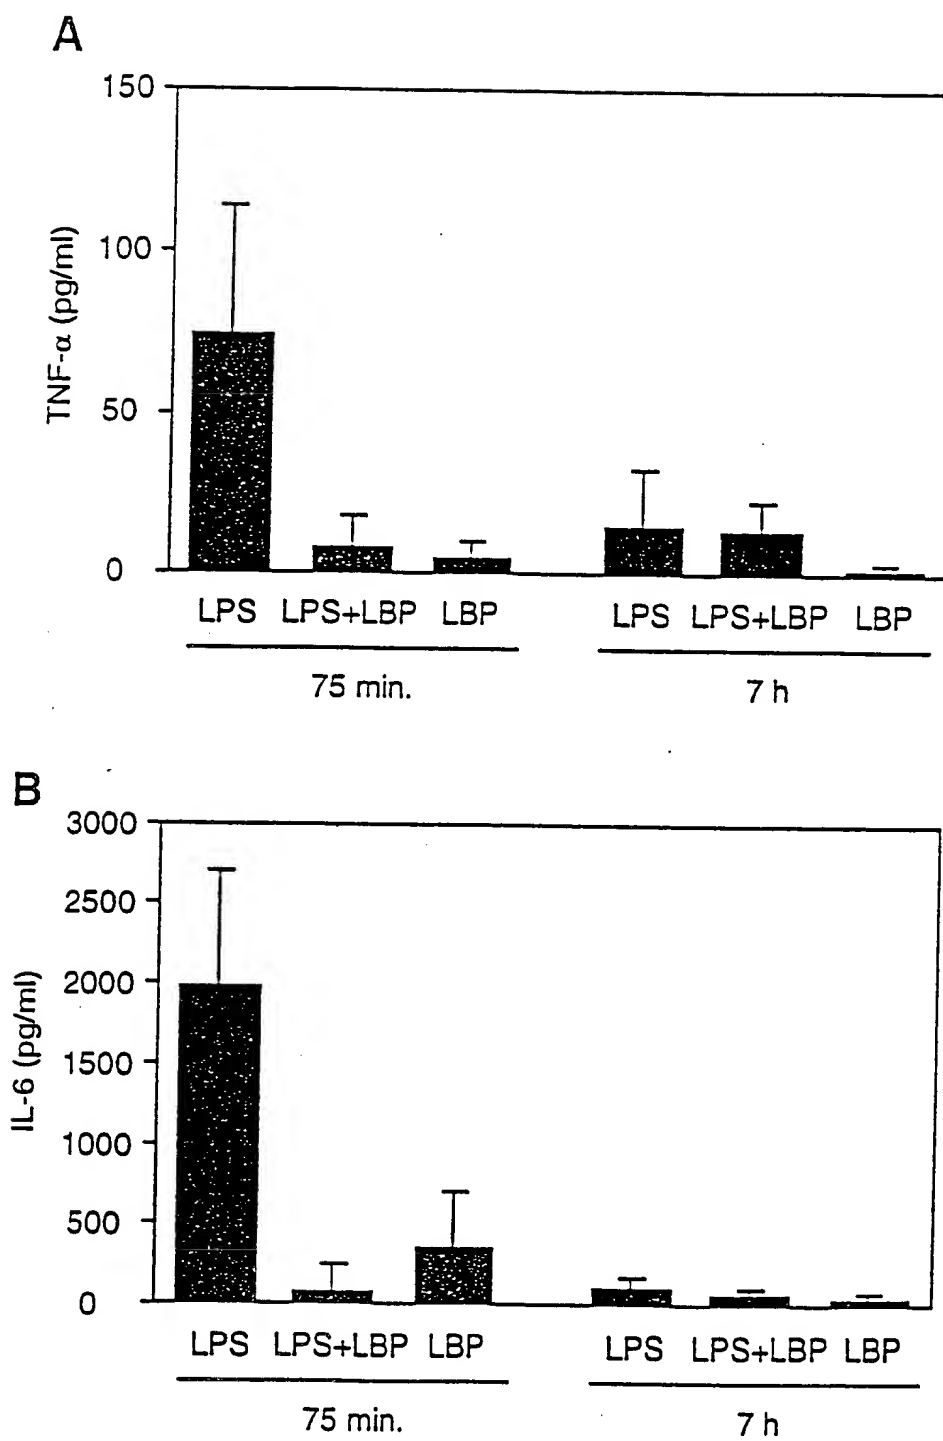 A
150
100
50
0
TNF-α (pg/ml)
LPS LPS+LBP LBP LPS LPS+LBP LBP
75 min. 7 h
B
3000
2500
2000
1500
1000
500
0
IL-6 (pg/ml)
LPS LPS+LBP LBP LPS LPS+LBP LBP
75 min. 7 h